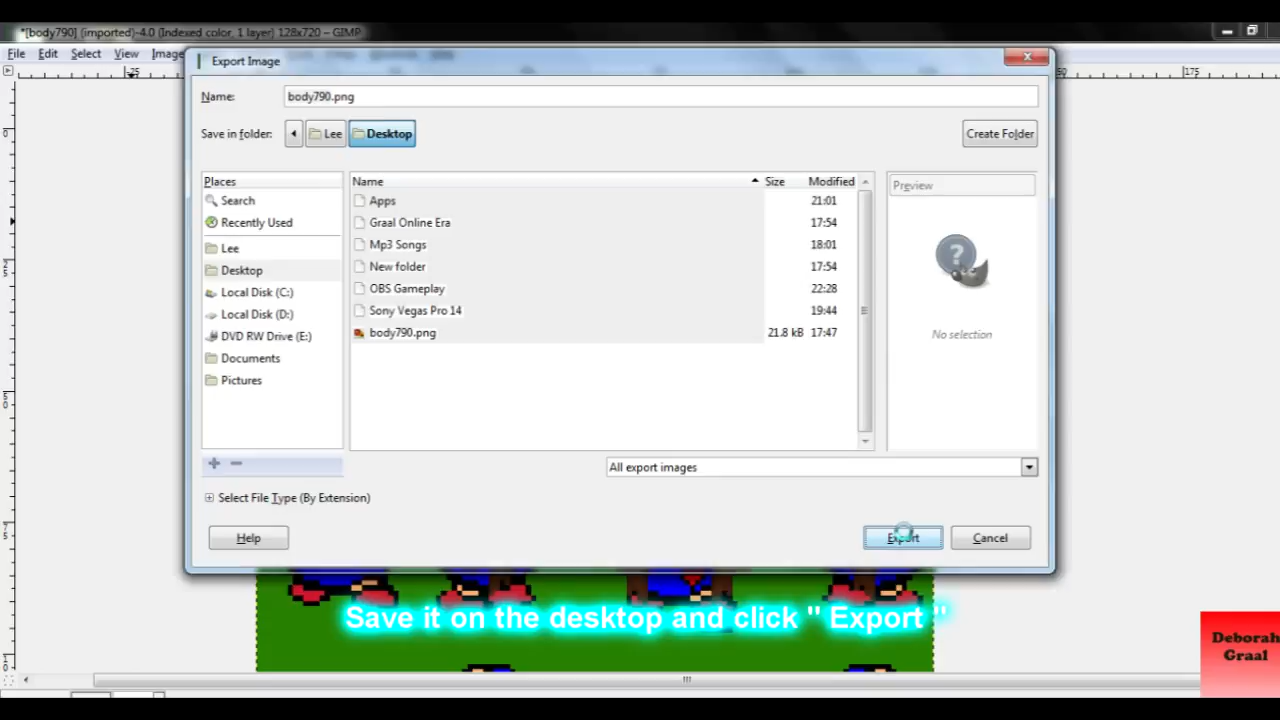 *[body790] (imported)-4.0 (Indexed color, 1 layer) 128x720 – GIMP
File Edit Select View Image
Export Image
Name: body790.png
Save in folder: Lee Desktop Create Folder
Places
Search
Recently Used
Lee
Desktop
Local Disk (C:)
Local Disk (D:)
DVD RW Drive (E:)
Documents
Pictures
Name Size Modified
Apps 21:01
Graal Online Era 17:54
Mp3 Songs 18:01
New folder 17:54
OBS Gameplay 22:28
Sony Vegas Pro 14 19:44
body790.png 21.8 kB 17:47
Preview
No selection
All export images
Select File Type (By Extension)
Help Export Cancel
Save it on the desktop and click " Export "
Deborah
Graal